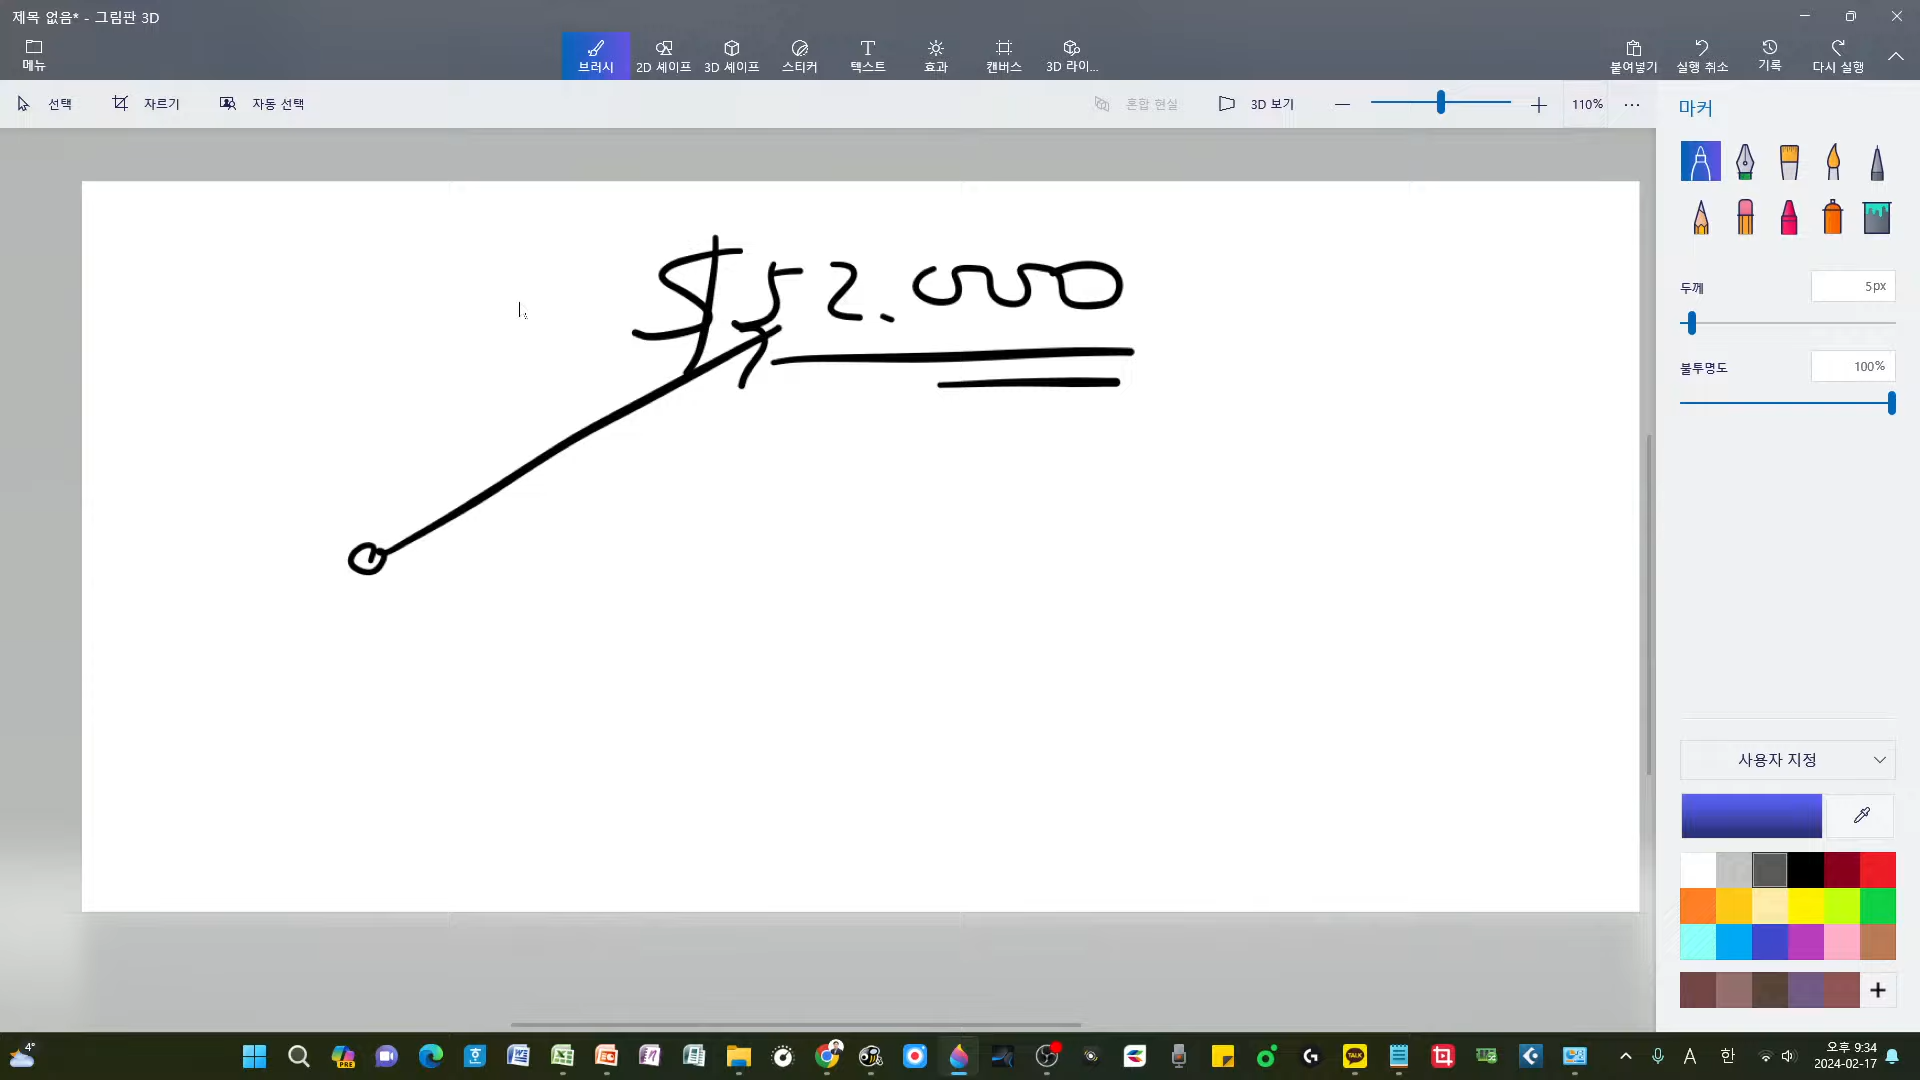 제목 없음* - 그림판 3D
메뉴
브러시
2D 셰이프
3D 셰이프
스티커
텍스트
효과
캔버스
3D 라이...
붙여넣기
실행 취소
기록
다시 실행
선택
자르기
자동 선택
혼합 현실
3D 보기
110%
마커
두께
5px
불투명도
100%
사용자 지정
$52.000
4°
A
한
오후 9:34
2024-02-17